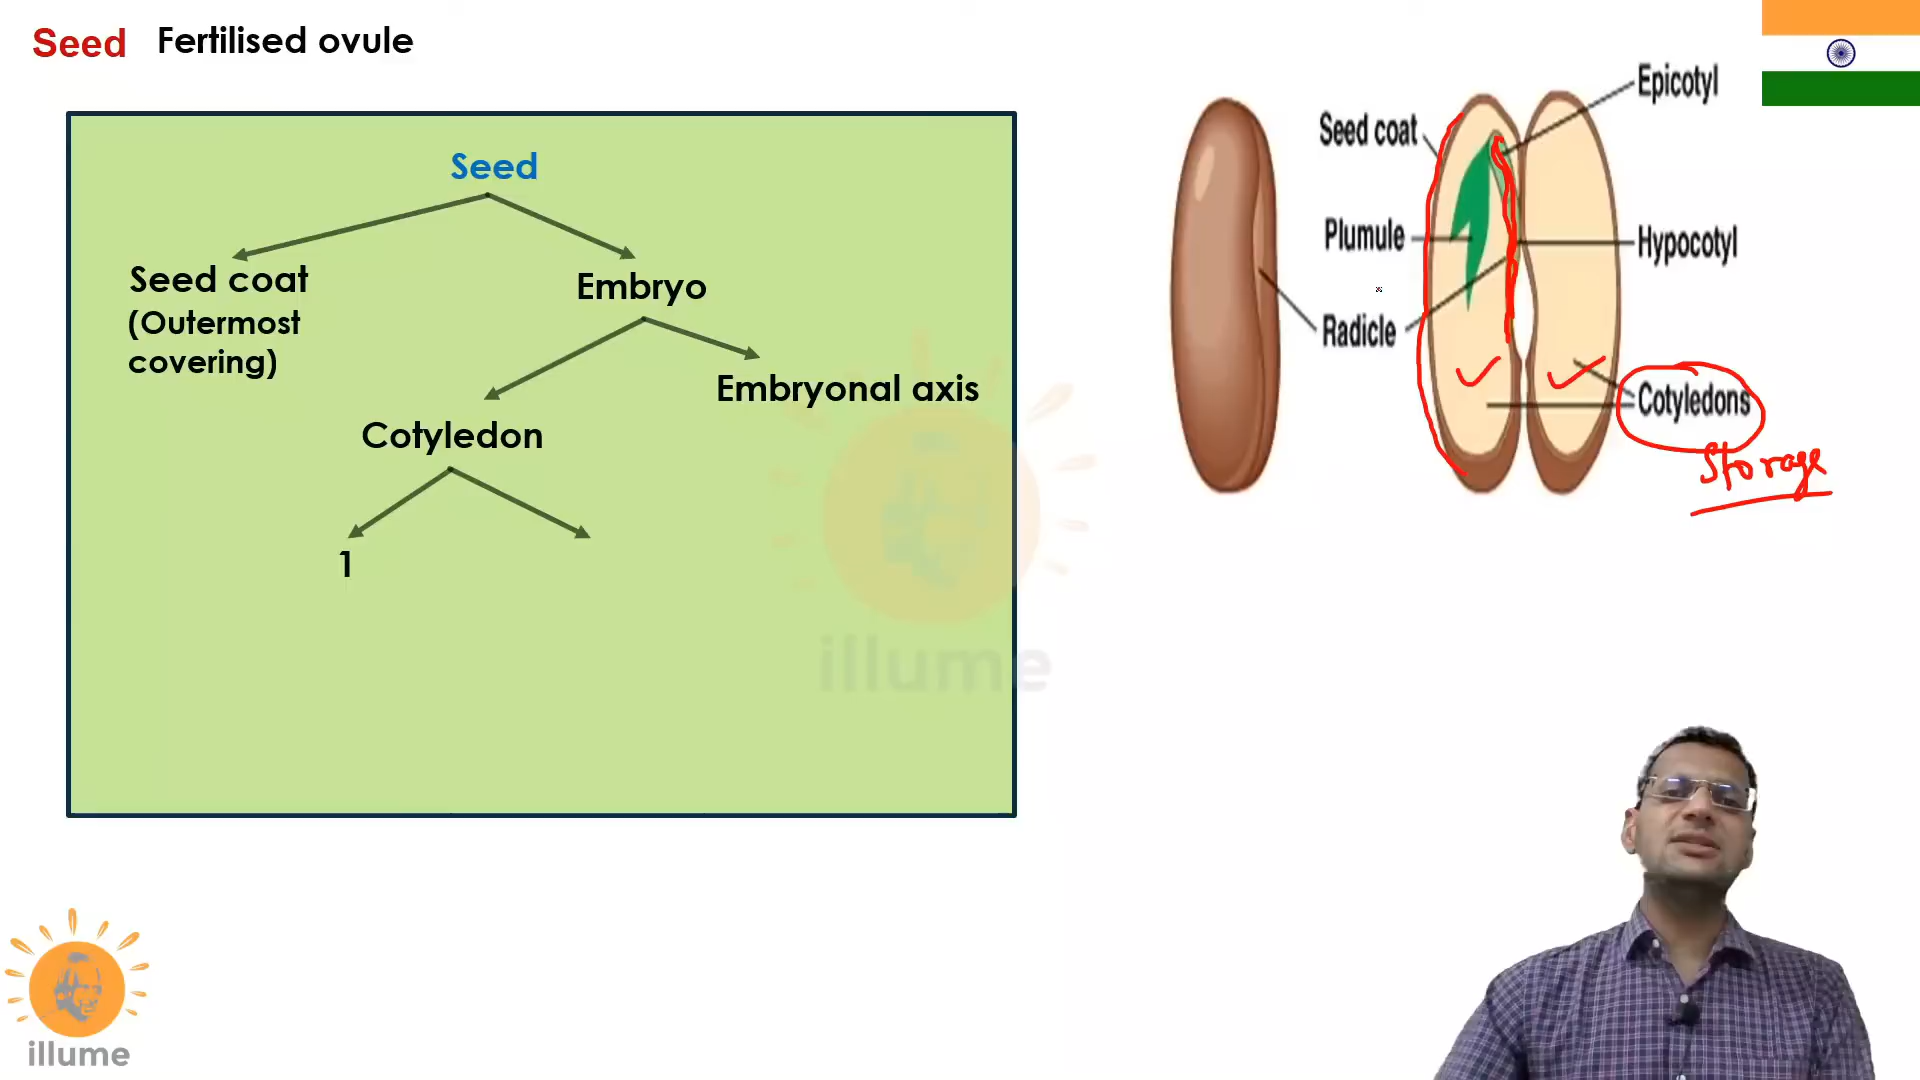 Seed Fertilised ovule
Seed
Seed coat
(Outermost
covering)
Embryo
Embryonal axis
Cotyledon
1
Seed coat
Epicotyl
Plumule
Hypocotyl
Radicle
Cotyledons
Storage
illume
illume